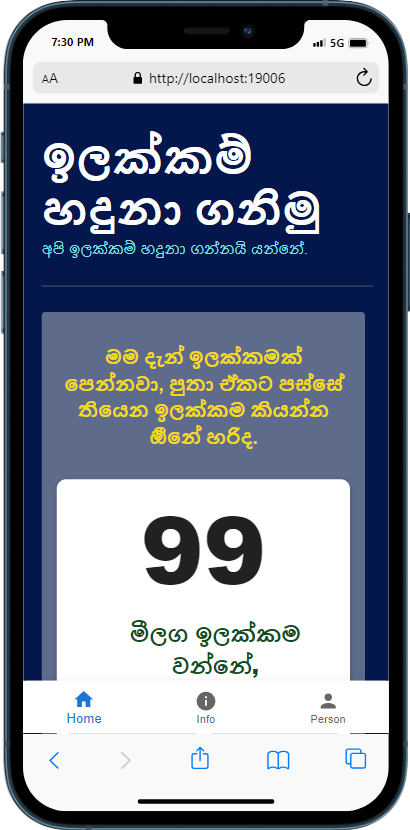 7:30 PM
5G
AA
http://localhost:19006
ඉලක්කම්
හදුනා ගනිමු
අපි ඉලක්කම් හදුනා ගන්නයි යන්නේ.
මම දැන් ඉලක්කමක්
පෙන්නවා, පුතා ඒකට පස්සේ
තියෙන ඉලක්කම කියන්න
ඕනේ හරිද.
99
මීලග ඉලක්කම
වන්නේ,
Home
Info
Person